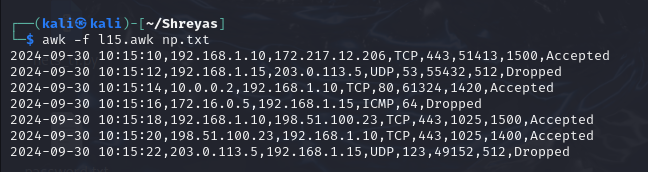 ┌──(kali㉿kali)-[~/Shreyas]
└─$ awk -f l15.awk np.txt
2024-09-30 10:15:10,192.168.1.10,172.217.12.206,TCP,443,51413,1500,Accepted
2024-09-30 10:15:12,192.168.1.15,203.0.113.5,UDP,53,55432,512,Dropped
2024-09-30 10:15:14,10.0.0.2,192.168.1.10,TCP,80,61324,1420,Accepted
2024-09-30 10:15:16,172.16.0.5,192.168.1.15,ICMP,64,Dropped
2024-09-30 10:15:18,192.168.1.10,198.51.100.23,TCP,443,1025,1500,Accepted
2024-09-30 10:15:20,198.51.100.23,192.168.1.10,TCP,443,1025,1400,Accepted
2024-09-30 10:15:22,203.0.113.5,192.168.1.15,UDP,123,49152,512,Dropped